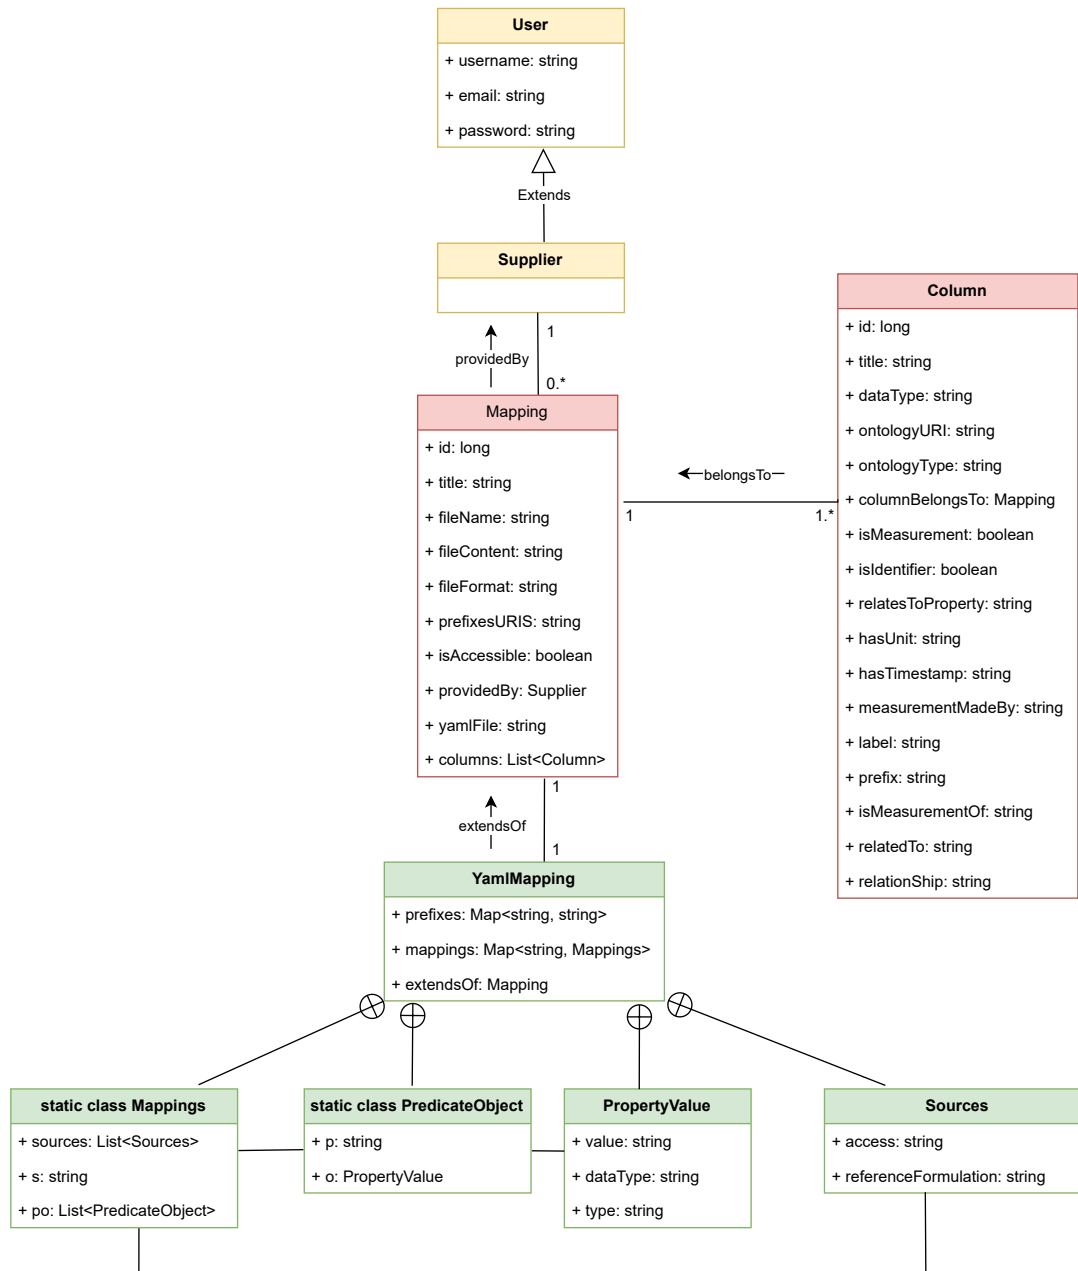 User
+ username: string
+ email: string
+ password: string
Extends
Supplier
1
providedBy
0.*
Mapping
+ id: long
+ title: string
+ fileName: string
+ fileContent: string
+ fileFormat: string
+ prefixesURIS: string
+ isAccessible: boolean
+ providedBy: Supplier
+ yamlFile: string
+ columns: List<Column>
belongsTo
1
1.*
Column
+ id: long
+ title: string
+ dataType: string
+ ontologyURI: string
+ ontologyType: string
+ columnBelongsTo: Mapping
+ isMeasurement: boolean
+ isIdentifier: boolean
+ relatesToProperty: string
+ hasUnit: string
+ hasTimestamp: string
+ measurementMadeBy: string
+ label: string
+ prefix: string
+ isMeasurementOf: string
+ relatedTo: string
+ relationShip: string
1
extendsOf
1
YamlMapping
+ prefixes: Map<string, string>
+ mappings: Map<string, Mappings>
+ extendsOf: Mapping
static class Mappings
+ sources: List<Sources>
+ s: string
+ po: List<PredicateObject>
static class PredicateObject
+ p: string
+ o: PropertyValue
PropertyValue
+ value: string
+ dataType: string
+ type: string
Sources
+ access: string
+ referenceFormulation: string